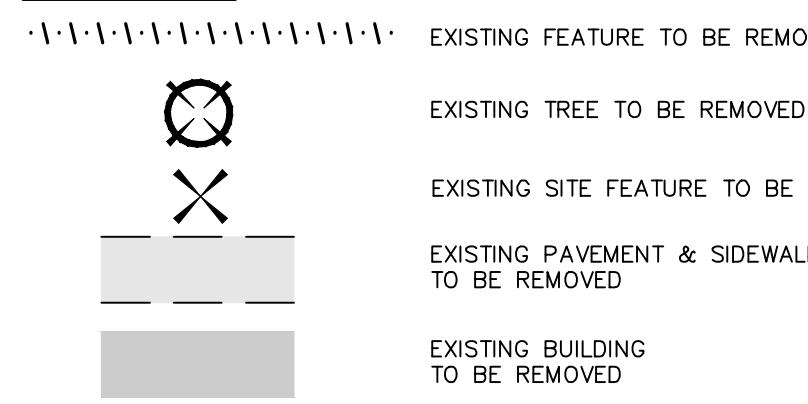 EXISTING FEATURE TO BE REMO
EXISTING TREE TO BE REMOVED
EXISTING SITE FEATURE TO BE
EXISTING PAVEMENT & SIDEWAL
TO BE REMOVED
EXISTING BUILDING
TO BE REMOVED